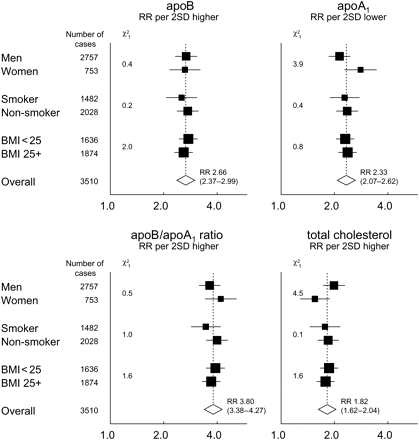 apoB
RR per 2SD higher
apoA1
RR per 2SD lower
Number of cases χ²1 χ²1
Men 2757 0.4 3.9
Women 753
Smoker 1482 0.2 0.4
Non-smoker 2028
BMI < 25 1636 2.0 0.8
BMI 25+ 1874
RR 2.66 RR 2.33
Overall 3510 (2.37–2.99) (2.07–2.62)
1.0 2.0 4.0 1.0 2.0 4.0
apoB/apoA1 ratio
RR per 2SD higher
total cholesterol
RR per 2SD higher
Number of cases χ²1 χ²1
Men 2757 0.5 4.5
Women 753
Smoker 1482 1.0 0.1
Non-smoker 2028
BMI < 25 1636 1.6 1.6
BMI 25+ 1874
RR 3.80 RR 1.82
Overall 3510 (3.38–4.27) (1.62–2.04)
1.0 2.0 4.0 1.0 2.0 4.0